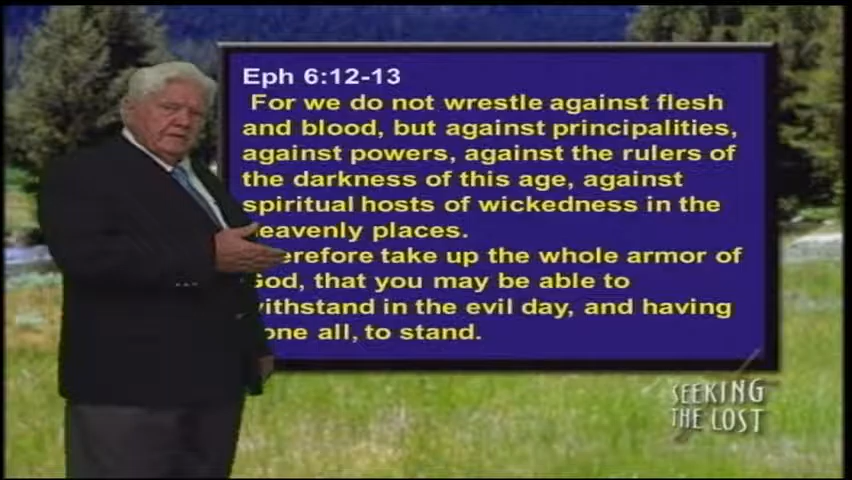 Eph 6:12-13
For we do not wrestle against flesh
and blood, but against principalities,
against powers, against the rulers of
the darkness of this age, against
spiritual hosts of wickedness in the
heavenly places.
erefore take up the whole armor of
God, that you may be able to
withstand in the evil day, and having
one all, to stand.
SEEKING
THE LOST